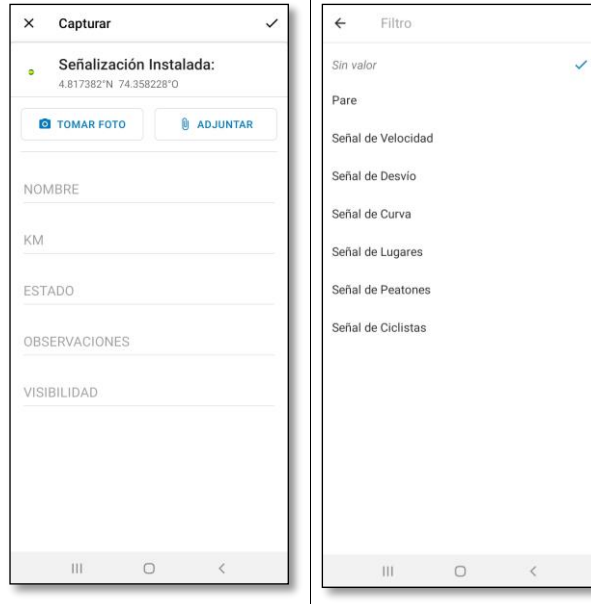 Capturar
Señalización Instalada:
4.817382°N 74.358228°O
TOMAR FOTO
ADJUNTAR
NOMBRE
KM
ESTADO
OBSERVACIONES
VISIBILIDAD
Filtro
Sin valor
Pare
Señal de Velocidad
Señal de Desvío
Señal de Curva
Señal de Lugares
Señal de Peatones
Señal de Ciclistas